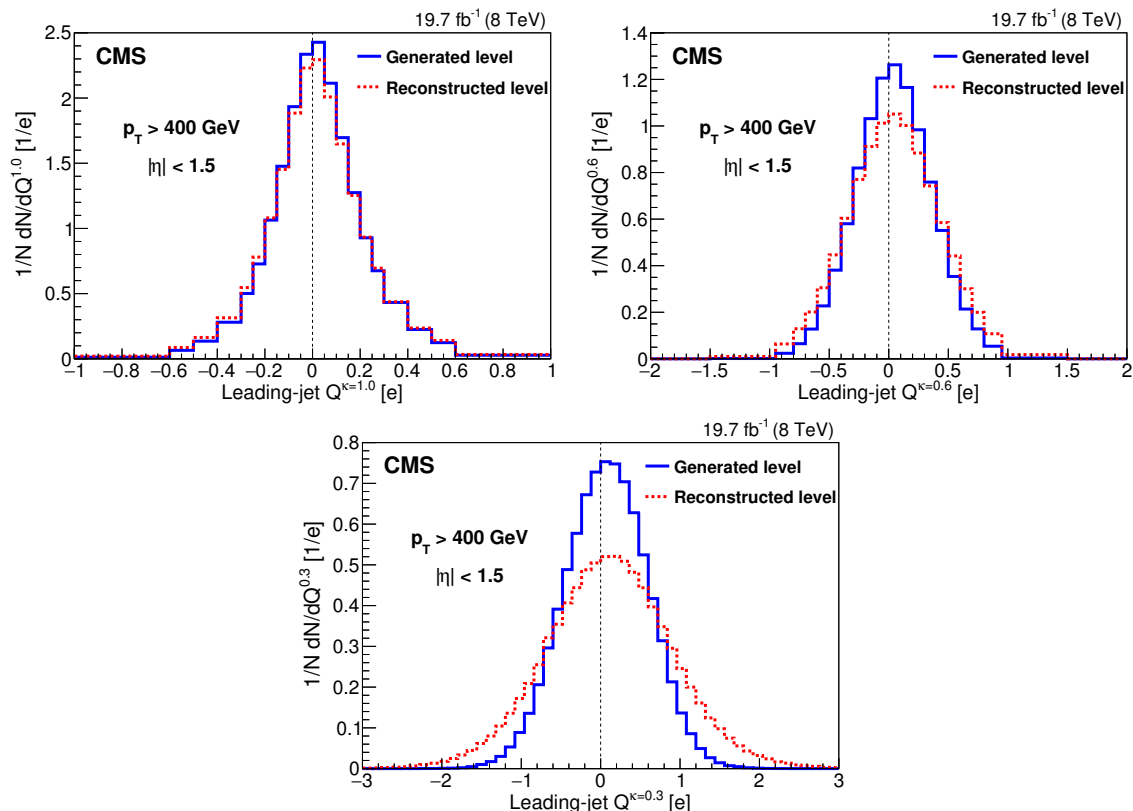 19.7 fb⁻¹ (8 TeV)
CMS
Generated level
Reconstructed level
p_T > 400 GeV
|η| < 1.5
1/N dN/dQ^1.0 [1/e]
2.5
2
1.5
1
0.5
0
−1 −0.8 −0.6 −0.4 −0.2 0 0.2 0.4 0.6 0.8 1
Leading-jet Q^κ=1.0 [e]
19.7 fb⁻¹ (8 TeV)
CMS
Generated level
Reconstructed level
p_T > 400 GeV
|η| < 1.5
1/N dN/dQ^0.6 [1/e]
1.4
1.2
1
0.8
0.6
0.4
0.2
0
−2 −1.5 −1 −0.5 0 0.5 1 1.5 2
Leading-jet Q^κ=0.6 [e]
19.7 fb⁻¹ (8 TeV)
CMS
Generated level
Reconstructed level
p_T > 400 GeV
|η| < 1.5
1/N dN/dQ^0.3 [1/e]
0.8
0.7
0.6
0.5
0.4
0.3
0.2
0.1
0
−3 −2 −1 0 1 2 3
Leading-jet Q^κ=0.3 [e]